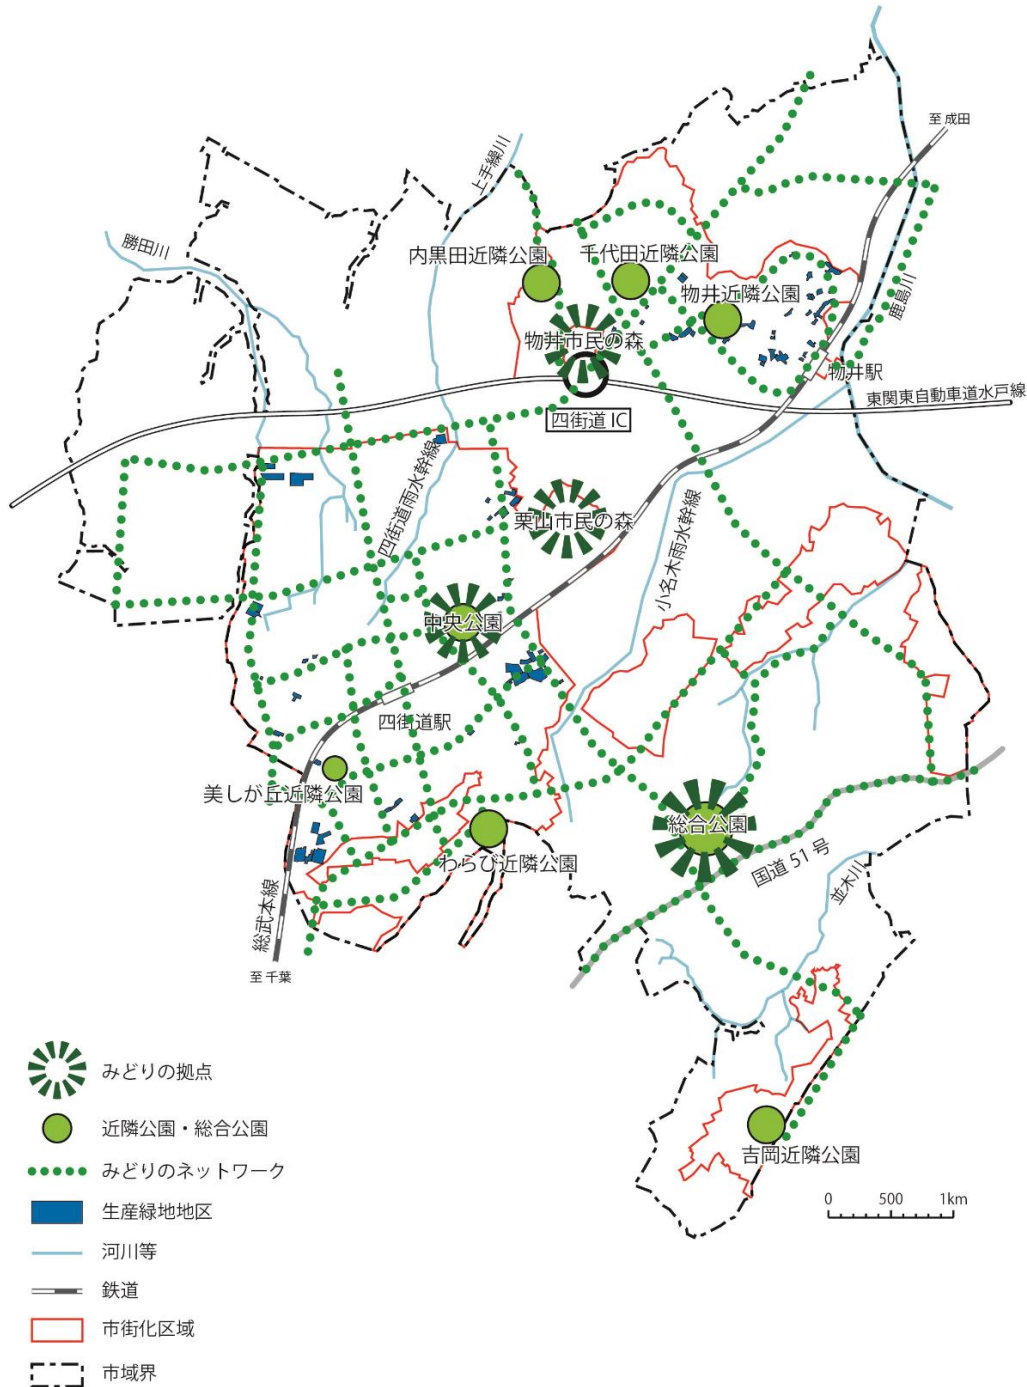 至 成田
上手繰川
勝田川
内黒田近隣公園
千代田近隣公園
物井近隣公園
鹿島川
物井市民の森
物井駅
東関東自動車道水戸線
四街道 IC
四街道雨水幹線
栗山市民の森
小名木雨水幹線
中央公園
四街道駅
美しが丘近隣公園
総合公園
わらび近隣公園
国道 51 号
並木川
総武本線
至 千葉
吉岡近隣公園
みどりの拠点
近隣公園・総合公園
みどりのネットワーク
生産緑地地区
河川等
鉄道
市街化区域
市域界
0 500 1km